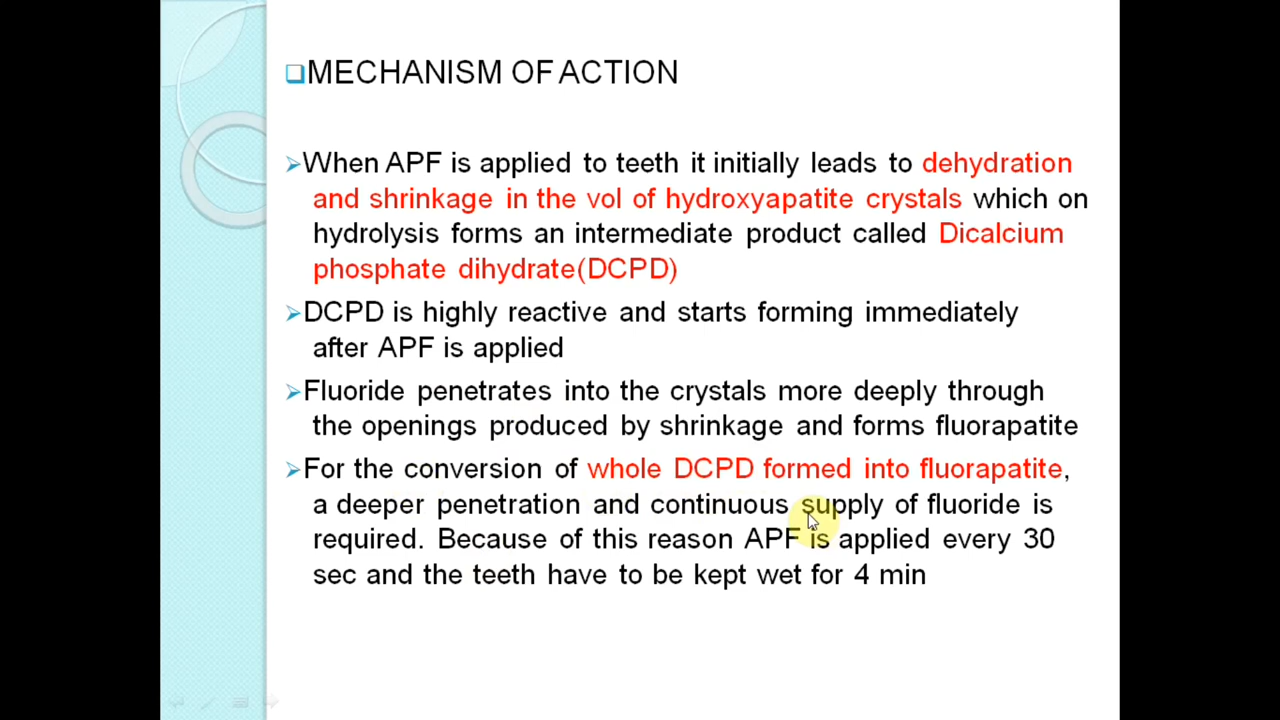 MECHANISM OF ACTION
When APF is applied to teeth it initially leads to dehydration
and shrinkage in the vol of hydroxyapatite crystals which on
hydrolysis forms an intermediate product called Dicalcium
phosphate dihydrate(DCPD)
DCPD is highly reactive and starts forming immediately
after APF is applied
Fluoride penetrates into the crystals more deeply through
the openings produced by shrinkage and forms fluorapatite
For the conversion of whole DCPD formed into fluorapatite,
a deeper penetration and continuous supply of fluoride is
required. Because of this reason APF is applied every 30
sec and the teeth have to be kept wet for 4 min